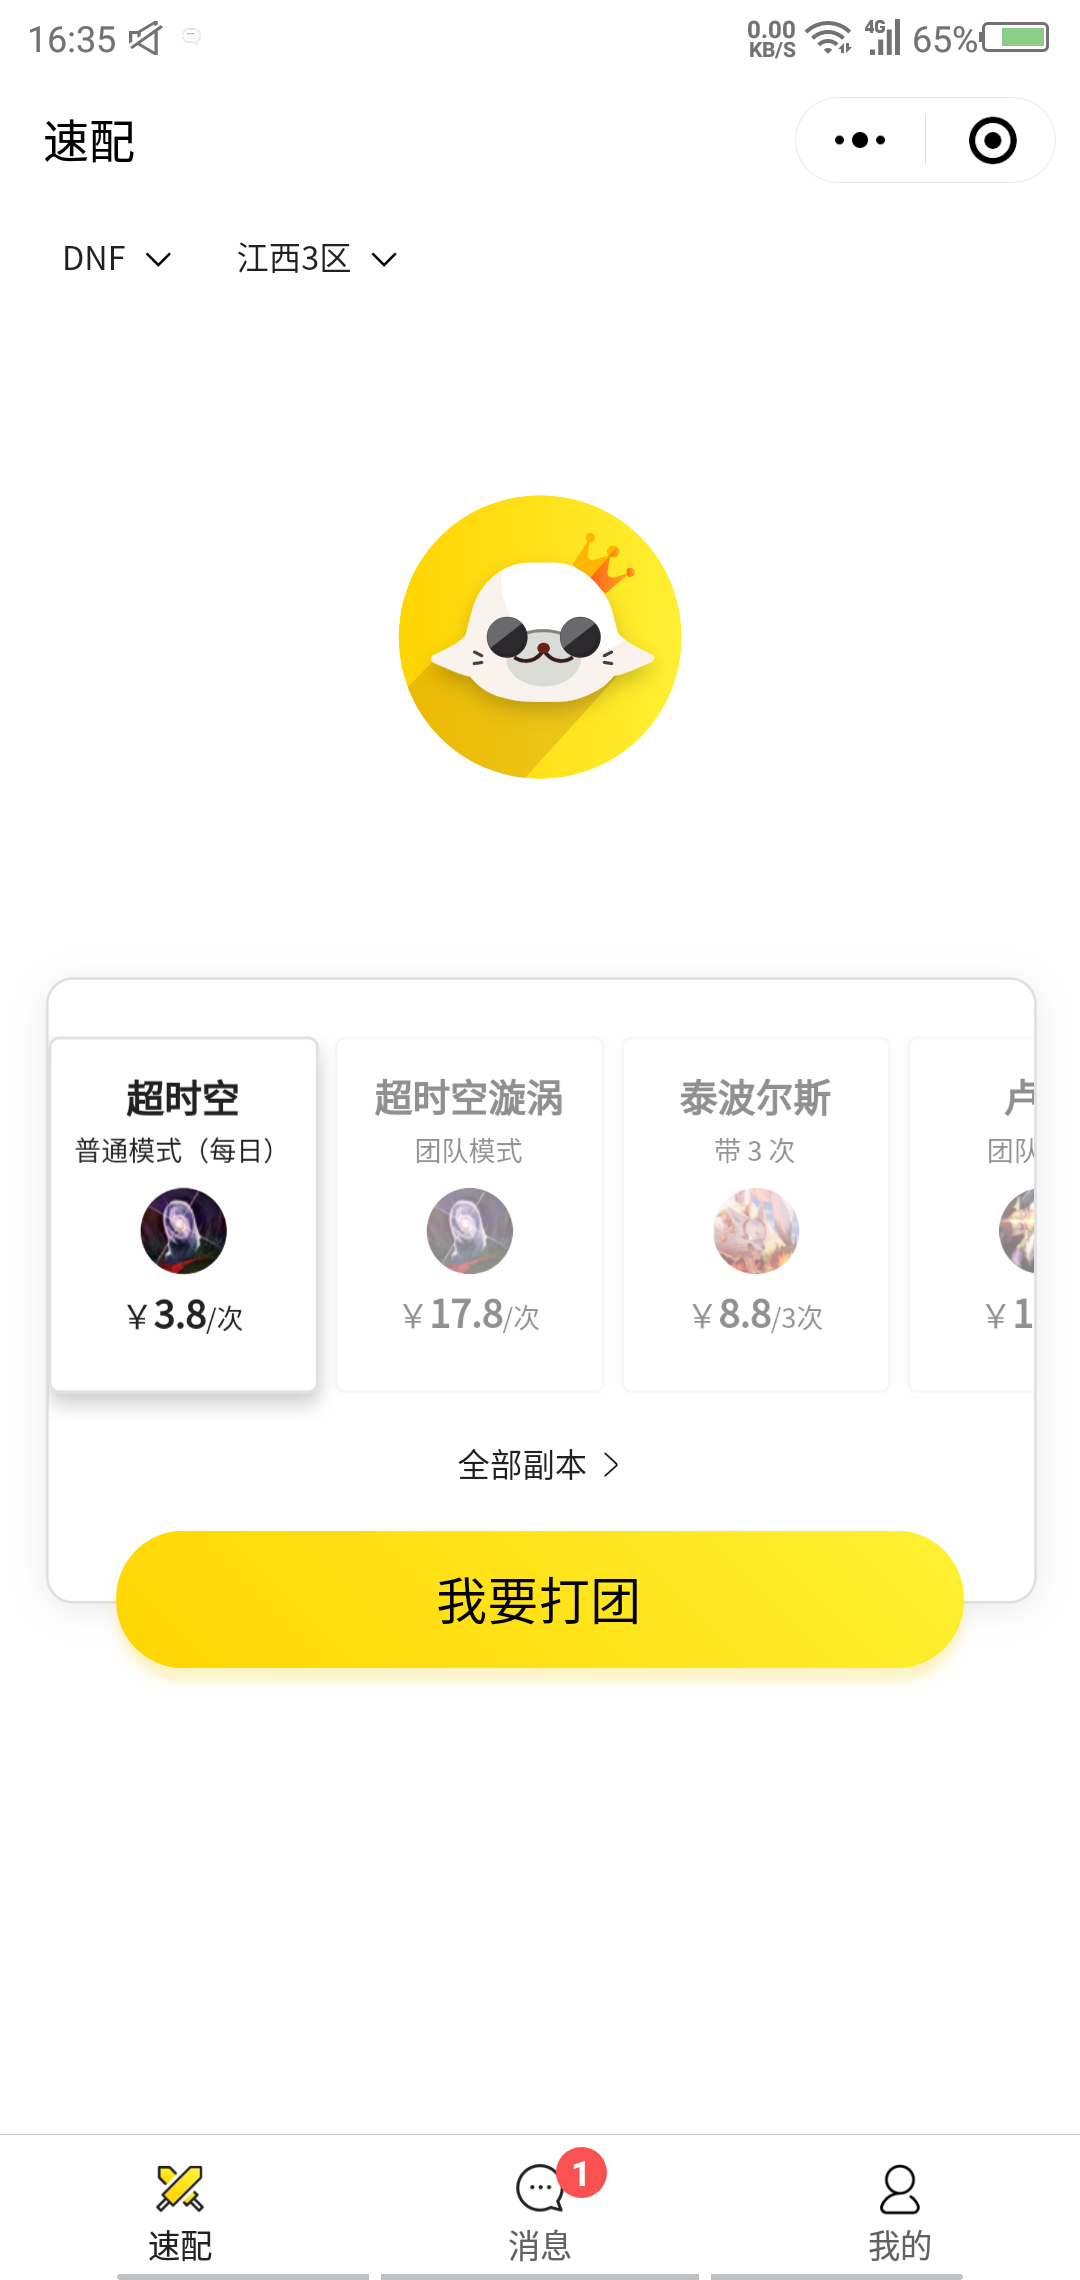 16:35
0.00 KB/S
4G
65%
速配
DNF
江西3区
超时空
普通模式（每日）
￥3.8/次
超时空漩涡
团队模式
￥17.8/次
泰波尔斯
带 3 次
￥8.8/3次
卢
团队
￥1
全部副本
我要打团
速配
1
消息
我的